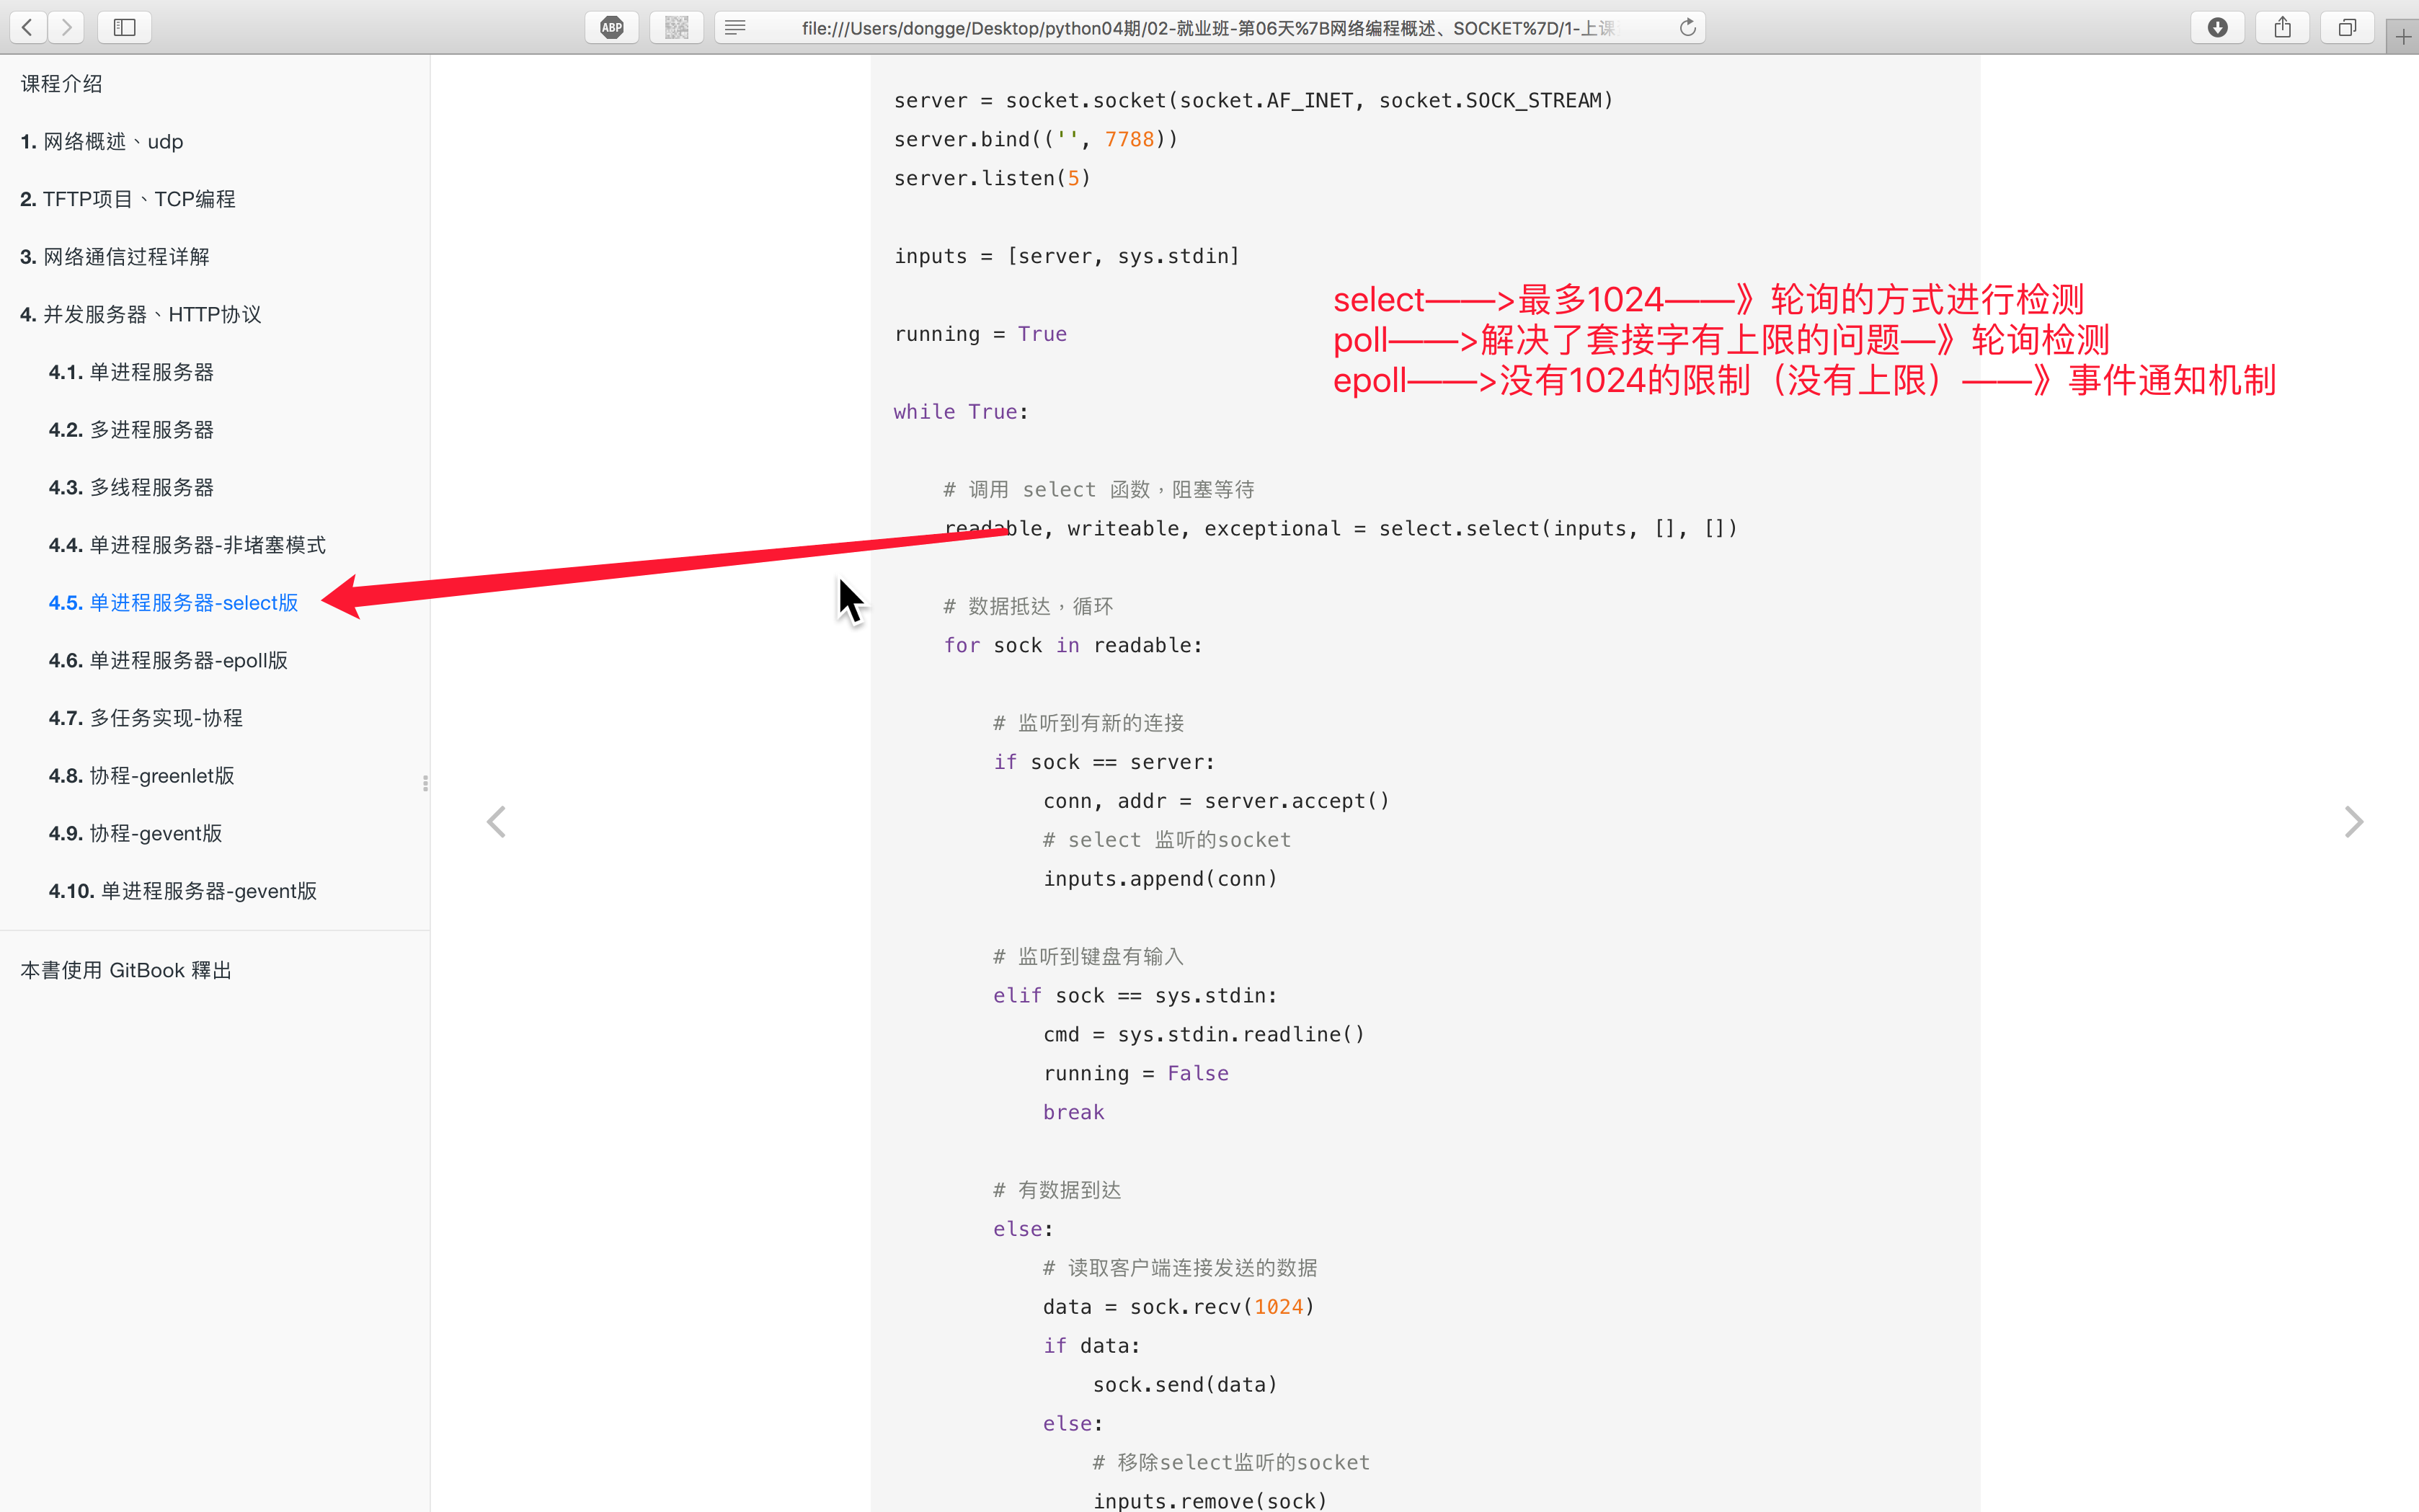 ABP
file:///Users/dongge/Desktop/python04期/02-就业班-第06天%7B网络编程概述、SOCKET%7D/1-上课
课程介绍
1. 网络概述、udp
2. TFTP项目、TCP编程
3. 网络通信过程详解
4. 并发服务器、HTTP协议
4.1. 单进程服务器
4.2. 多进程服务器
4.3. 多线程服务器
4.4. 单进程服务器-非堵塞模式
4.5. 单进程服务器-select版
4.6. 单进程服务器-epoll版
4.7. 多任务实现-协程
4.8. 协程-greenlet版
4.9. 协程-gevent版
4.10. 单进程服务器-gevent版
本書使用 GitBook 釋出
server = socket.socket(socket.AF_INET, socket.SOCK_STREAM)
server.bind(('', 7788))
server.listen(5)
inputs = [server, sys.stdin]
running = True
select——>最多1024——》轮询的方式进行检测
poll——>解决了套接字有上限的问题—》轮询检测
epoll——>没有1024的限制（没有上限）——》事件通知机制
while True:
# 调用 select 函数，阻塞等待
readable, writeable, exceptional = select.select(inputs, [], [])
# 数据抵达，循环
for sock in readable:
# 监听到有新的连接
if sock == server:
conn, addr = server.accept()
# select 监听的socket
inputs.append(conn)
# 监听到键盘有输入
elif sock == sys.stdin:
cmd = sys.stdin.readline()
running = False
break
# 有数据到达
else:
# 读取客户端连接发送的数据
data = sock.recv(1024)
if data:
sock.send(data)
else:
# 移除select监听的socket
inputs.remove(sock)